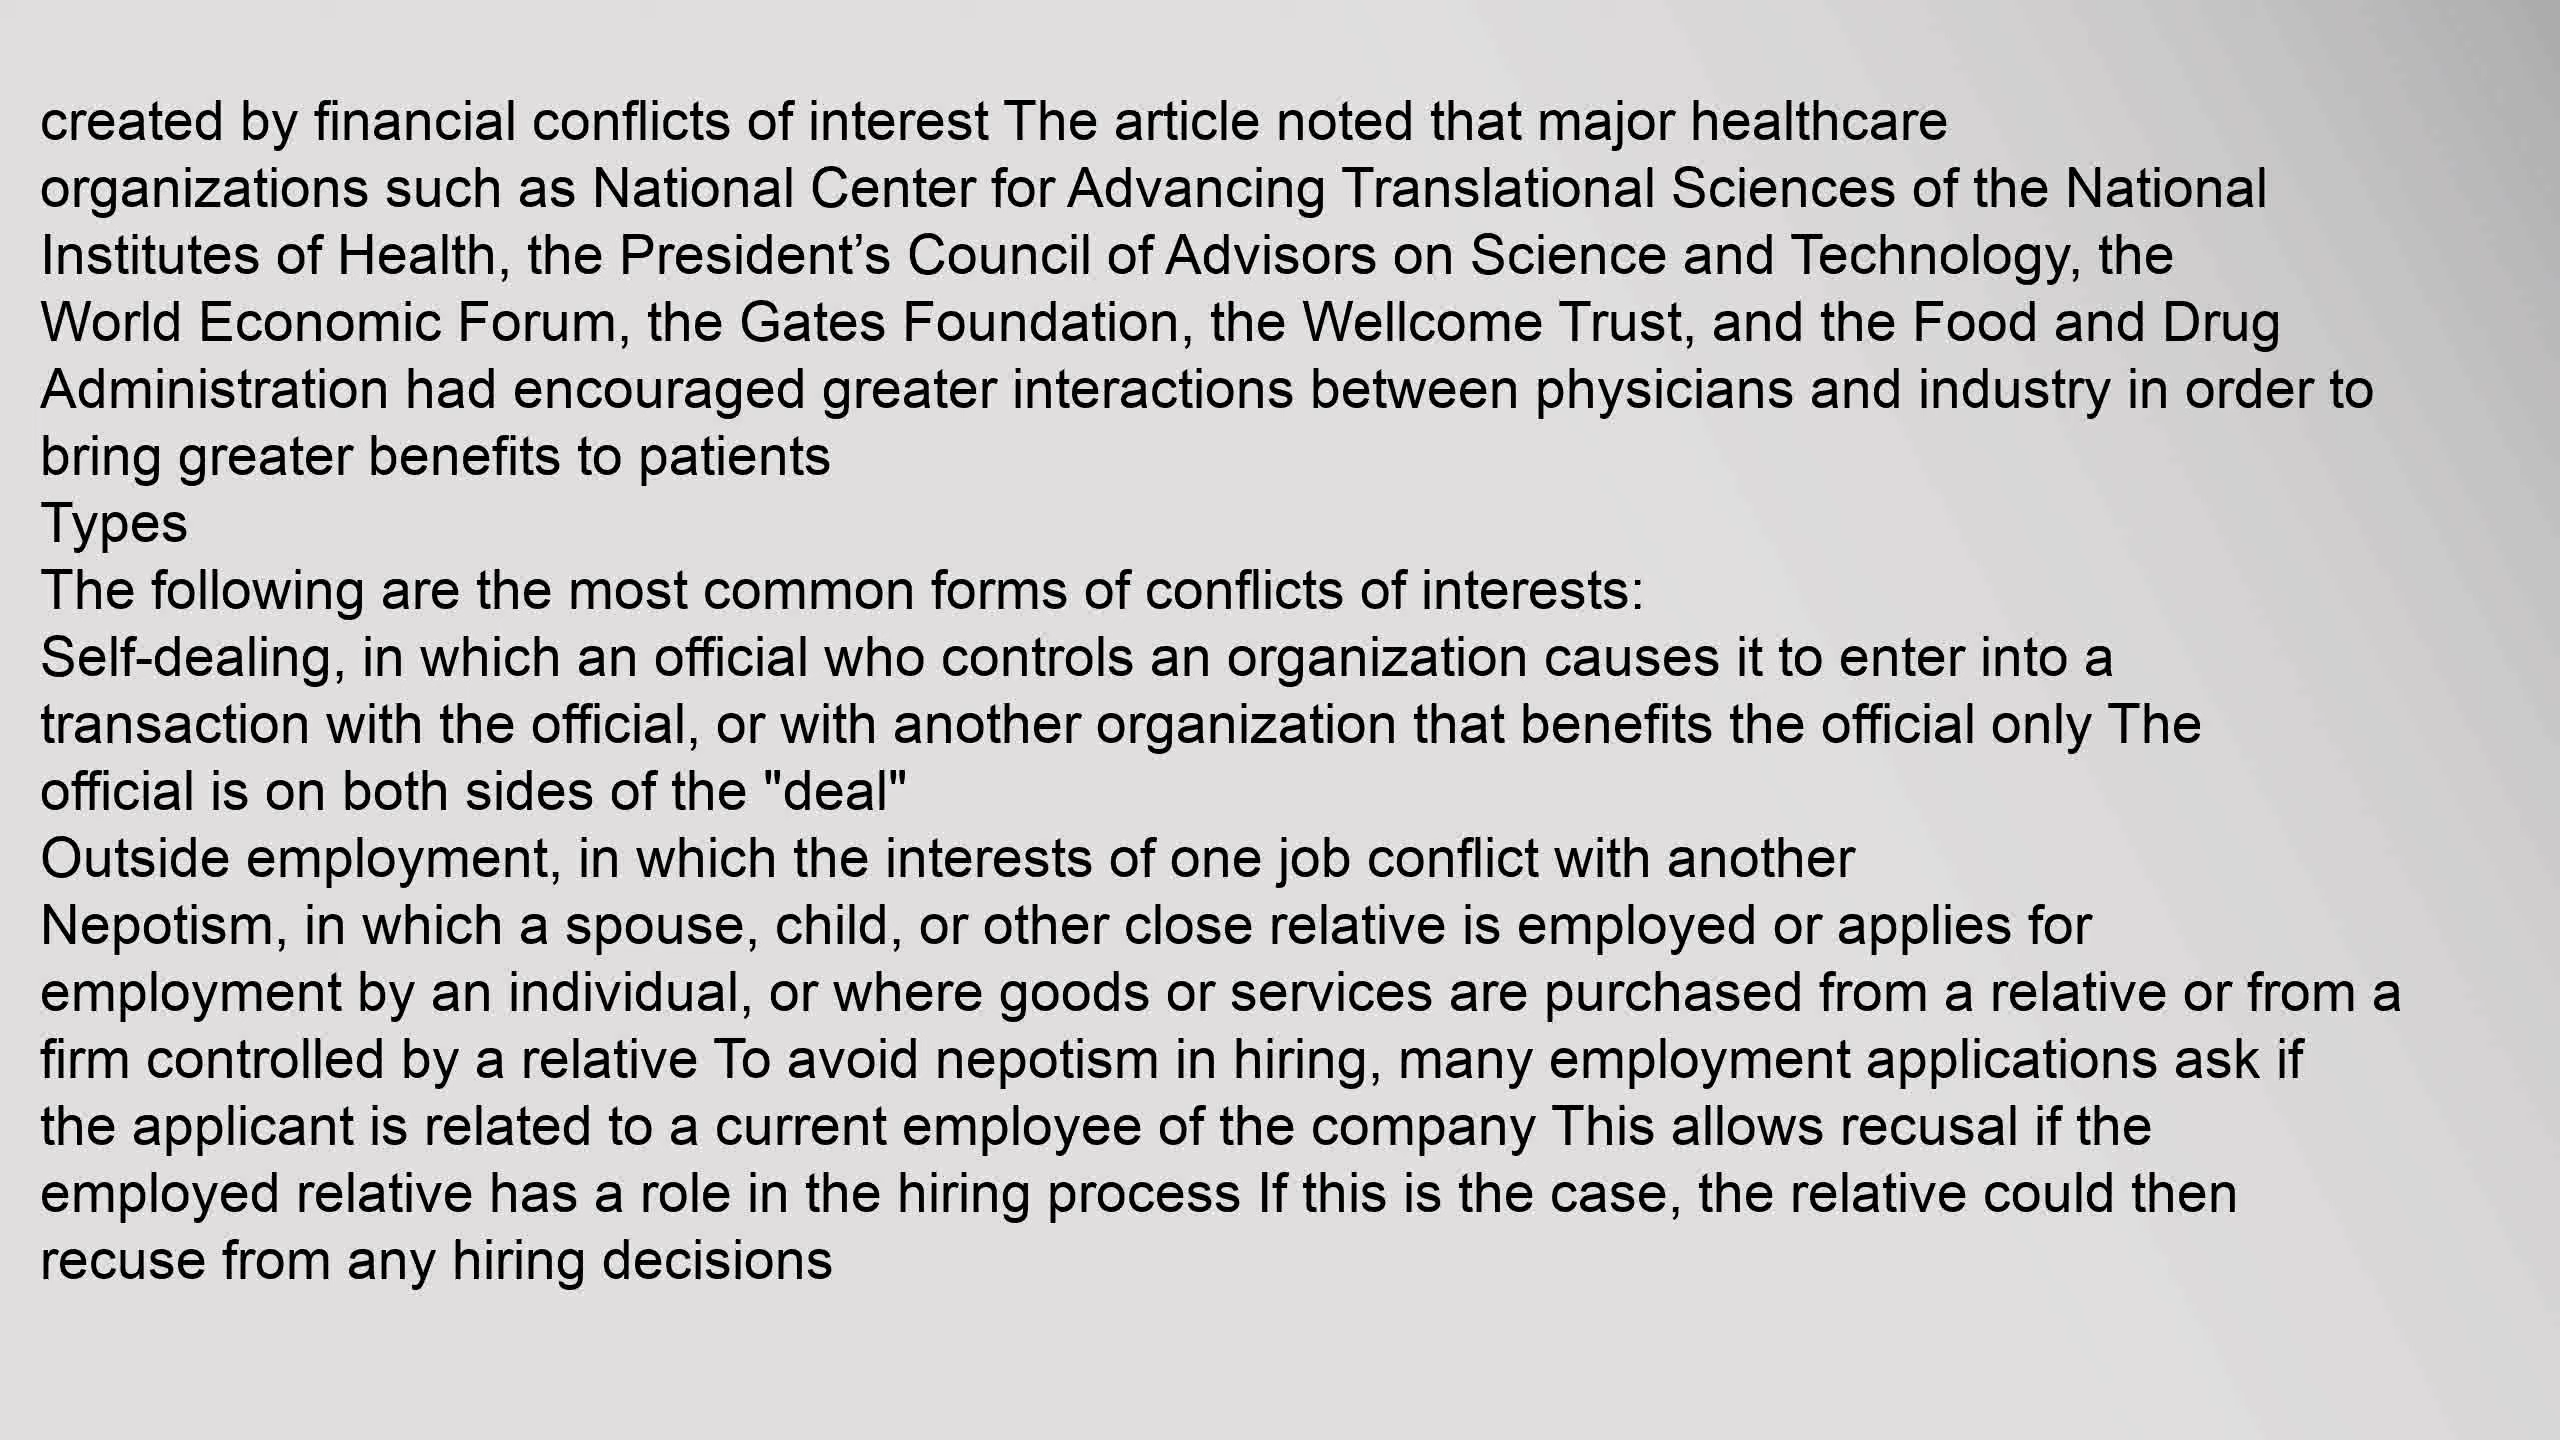 created by financial conflicts of interest The article noted that major healthcare
organizations such as National Center for Advancing Translational Sciences of the National
Institutes of Health, the President’s Council of Advisors on Science and Technology, the
World Economic Forum, the Gates Foundation, the Wellcome Trust, and the Food and Drug
Administration had encouraged greater interactions between physicians and industry in order to
bring greater benefits to patients
Types
The following are the most common forms of conflicts of interests:
Self-dealing, in which an official who controls an organization causes it to enter into a
transaction with the official, or with another organization that benefits the official only The
official is on both sides of the "deal"
Outside employment, in which the interests of one job conflict with another
Nepotism, in which a spouse, child, or other close relative is employed or applies for
employment by an individual, or where goods or services are purchased from a relative or from a
firm controlled by a relative To avoid nepotism in hiring, many employment applications ask if
the applicant is related to a current employee of the company This allows recusal if the
employed relative has a role in the hiring process If this is the case, the relative could then
recuse from any hiring decisions